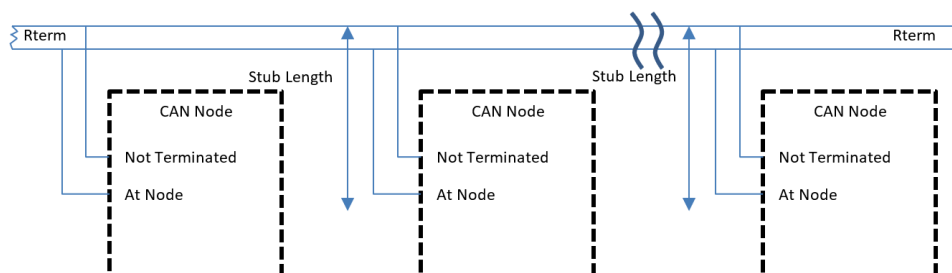 Rterm
Rterm
Stub Length
Stub Length
CAN Node
CAN Node
CAN Node
Not Terminated
Not Terminated
Not Terminated
At Node
At Node
At Node